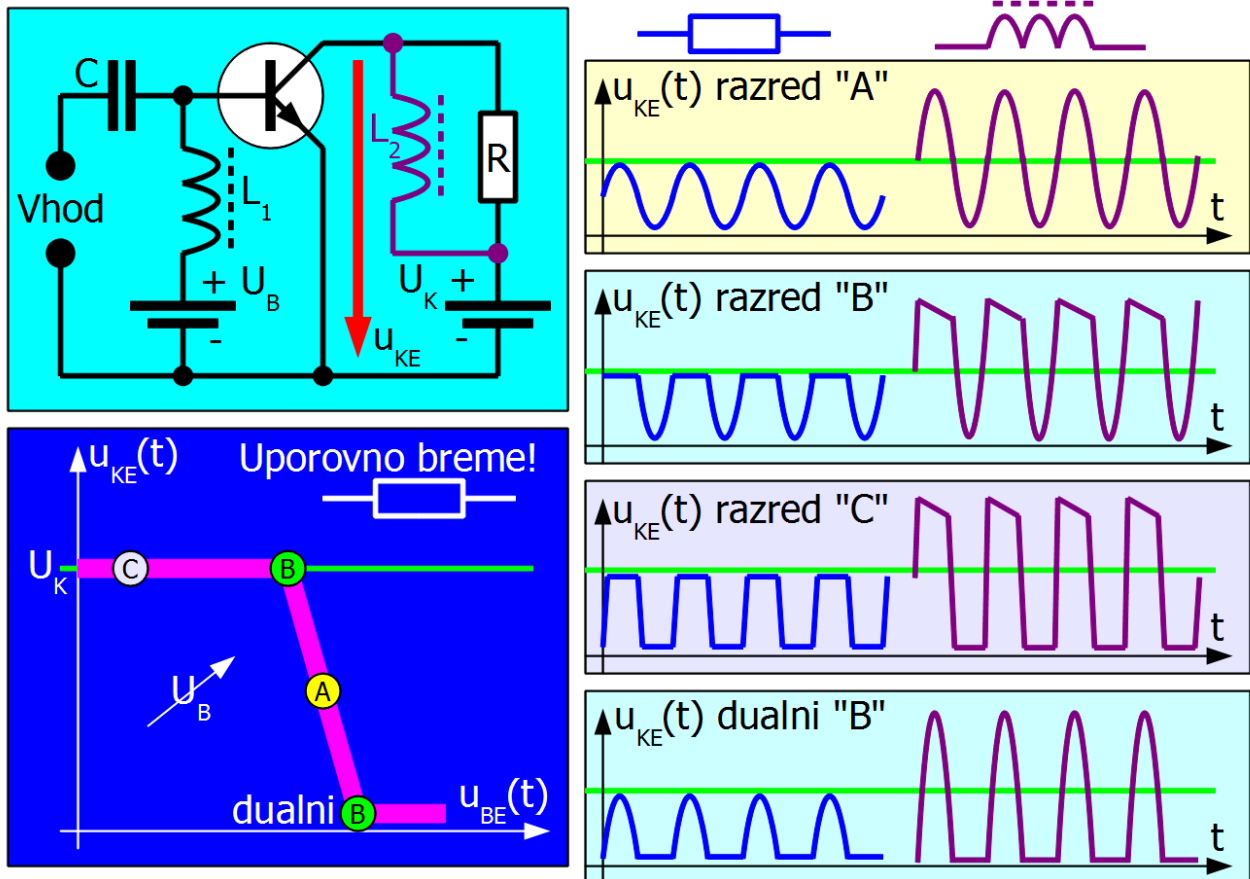 C
Vhod
L1
+ UB
-
L2
R
UK +
-
uKE
uKE(t)
Uporovno breme!
UK
C
B
UB
A
dualni B
uBE(t)
uKE(t) razred "A"
t
uKE(t) razred "B"
t
uKE(t) razred "C"
t
uKE(t) dualni "B"
t